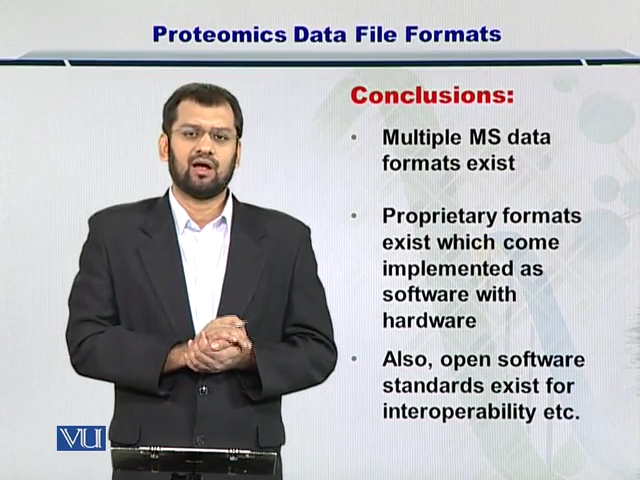 Proteomics Data File Formats
Conclusions:
• Multiple MS data
formats exist
• Proprietary formats
exist which come
implemented as
software with
hardware
• Also, open software
standards exist for
interoperability etc.
VU